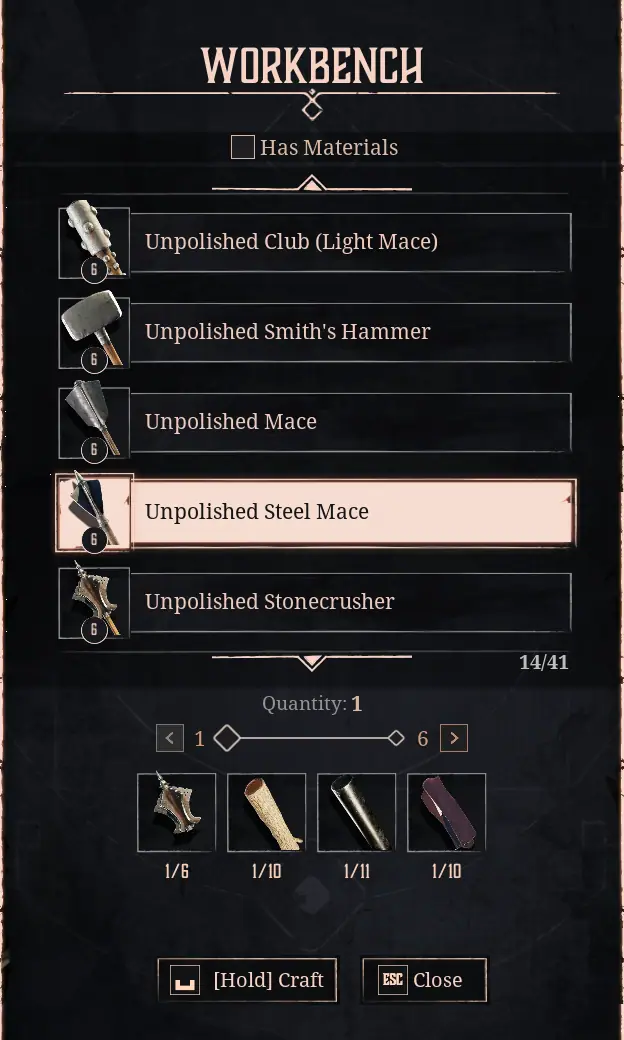 WORKBENCH
Has Materials
Unpolished Club (Light Mace)
6
Unpolished Smith's Hammer
6
Unpolished Mace
6
Unpolished Steel Mace
6
Unpolished Stonecrusher
6
14/41
Quantity: 1
< 1 6 >
1/6 1/10 1/11 1/10
[Hold] Craft ESC Close